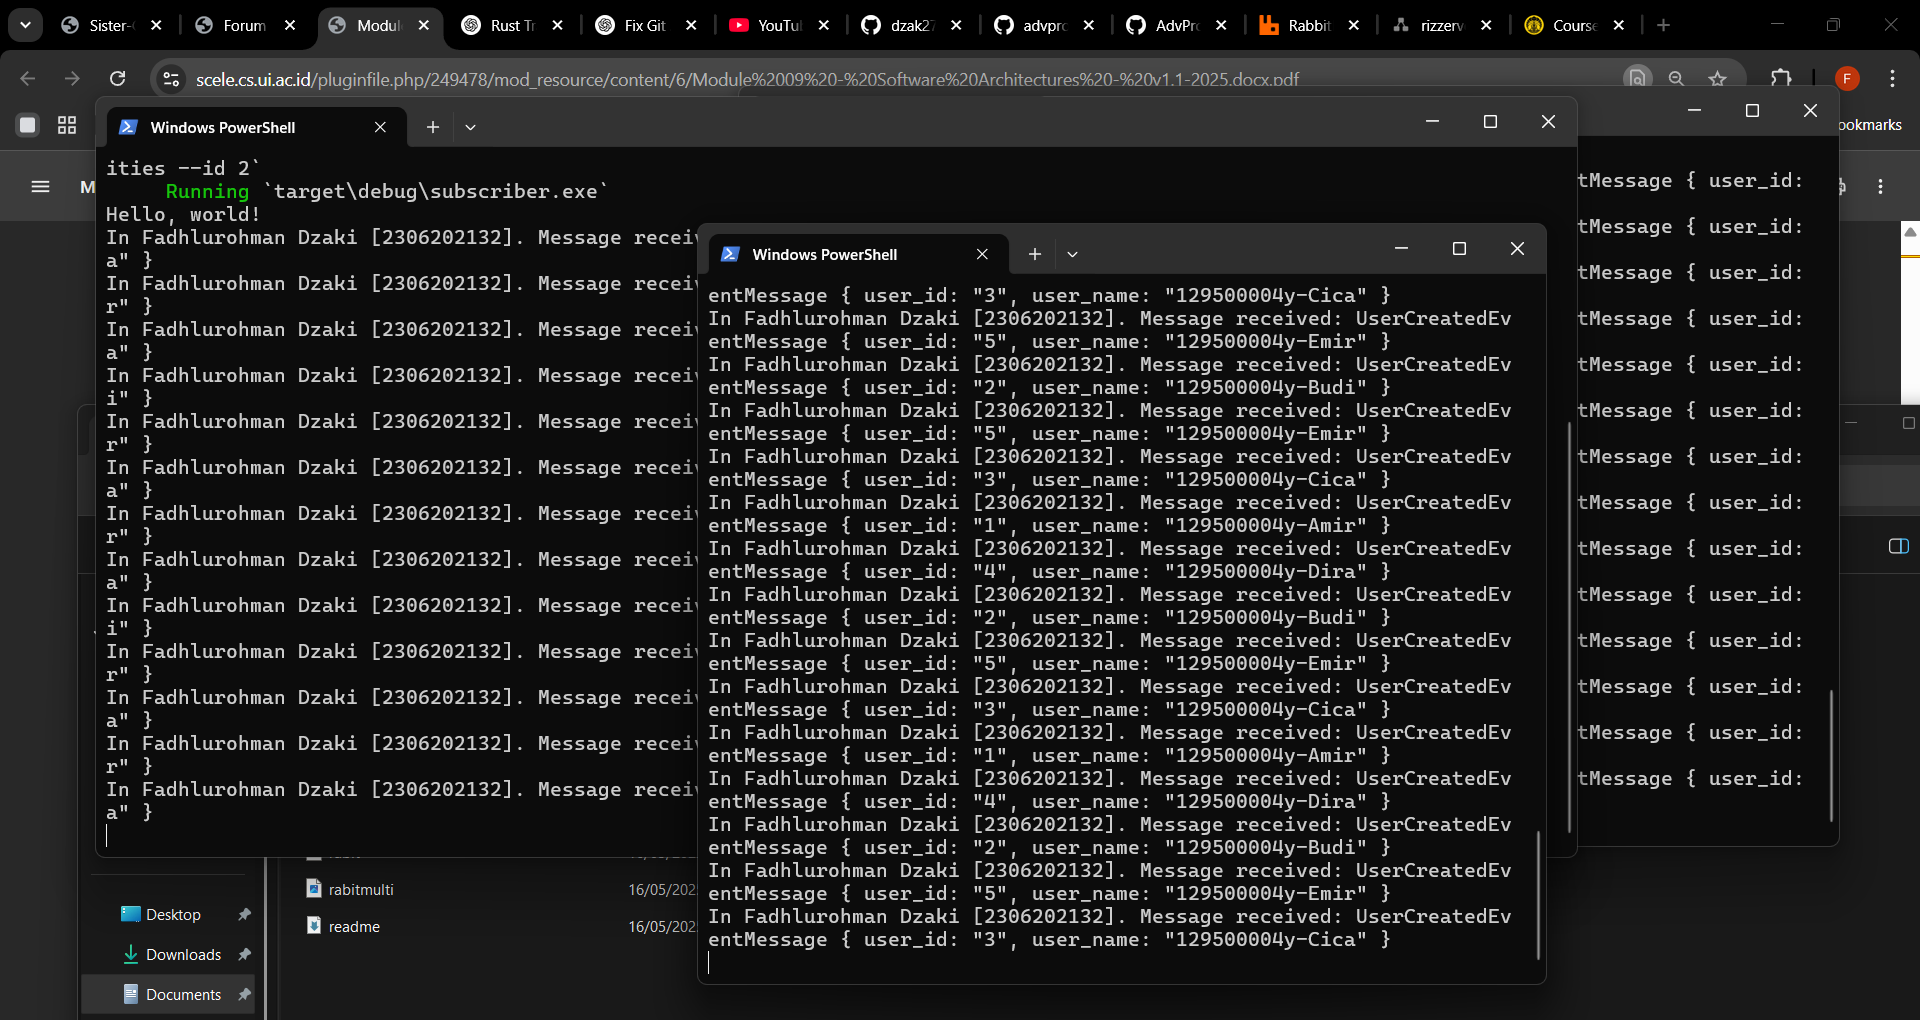 Sister-
Forum
Modul
Rust Tr
Fix Git
YouTu
dzak27
advpro
AdvPr
Rabbit
rizzerv
Course
scele.cs.ui.ac.id/pluginfile.php/249478/mod_resource/content/6/Module%2009%20-%20Software%20Architectures%20-%20v1.1-2025.docx.pdf
F
ookmarks
M
Windows PowerShell
ities --id 2`
Running `target\debug\subscriber.exe`
Hello, world!
In Fadhlurohman Dzaki [2306202132]. Message receiv
a" }
In Fadhlurohman Dzaki [2306202132]. Message receiv
r" }
In Fadhlurohman Dzaki [2306202132]. Message receiv
a" }
In Fadhlurohman Dzaki [2306202132]. Message receiv
i" }
In Fadhlurohman Dzaki [2306202132]. Message receiv
r" }
In Fadhlurohman Dzaki [2306202132]. Message receiv
a" }
In Fadhlurohman Dzaki [2306202132]. Message receiv
r" }
In Fadhlurohman Dzaki [2306202132]. Message receiv
a" }
In Fadhlurohman Dzaki [2306202132]. Message receiv
i" }
In Fadhlurohman Dzaki [2306202132]. Message receiv
r" }
In Fadhlurohman Dzaki [2306202132]. Message receiv
a" }
In Fadhlurohman Dzaki [2306202132]. Message receiv
r" }
In Fadhlurohman Dzaki [2306202132]. Message receiv
a" }
Windows PowerShell
entMessage { user_id: "3", user_name: "129500004y-Cica" }
In Fadhlurohman Dzaki [2306202132]. Message received: UserCreatedEv
entMessage { user_id: "5", user_name: "129500004y-Emir" }
In Fadhlurohman Dzaki [2306202132]. Message received: UserCreatedEv
entMessage { user_id: "2", user_name: "129500004y-Budi" }
In Fadhlurohman Dzaki [2306202132]. Message received: UserCreatedEv
entMessage { user_id: "5", user_name: "129500004y-Emir" }
In Fadhlurohman Dzaki [2306202132]. Message received: UserCreatedEv
entMessage { user_id: "3", user_name: "129500004y-Cica" }
In Fadhlurohman Dzaki [2306202132]. Message received: UserCreatedEv
entMessage { user_id: "1", user_name: "129500004y-Amir" }
In Fadhlurohman Dzaki [2306202132]. Message received: UserCreatedEv
entMessage { user_id: "4", user_name: "129500004y-Dira" }
In Fadhlurohman Dzaki [2306202132]. Message received: UserCreatedEv
entMessage { user_id: "2", user_name: "129500004y-Budi" }
In Fadhlurohman Dzaki [2306202132]. Message received: UserCreatedEv
entMessage { user_id: "5", user_name: "129500004y-Emir" }
In Fadhlurohman Dzaki [2306202132]. Message received: UserCreatedEv
entMessage { user_id: "3", user_name: "129500004y-Cica" }
In Fadhlurohman Dzaki [2306202132]. Message received: UserCreatedEv
entMessage { user_id: "1", user_name: "129500004y-Amir" }
In Fadhlurohman Dzaki [2306202132]. Message received: UserCreatedEv
entMessage { user_id: "4", user_name: "129500004y-Dira" }
In Fadhlurohman Dzaki [2306202132]. Message received: UserCreatedEv
entMessage { user_id: "2", user_name: "129500004y-Budi" }
In Fadhlurohman Dzaki [2306202132]. Message received: UserCreatedEv
entMessage { user_id: "5", user_name: "129500004y-Emir" }
In Fadhlurohman Dzaki [2306202132]. Message received: UserCreatedEv
entMessage { user_id: "3", user_name: "129500004y-Cica" }
tMessage { user_id:
tMessage { user_id:
tMessage { user_id:
tMessage { user_id:
tMessage { user_id:
tMessage { user_id:
tMessage { user_id:
tMessage { user_id:
tMessage { user_id:
tMessage { user_id:
tMessage { user_id:
tMessage { user_id:
tMessage { user_id:
tMessage { user_id:
rabitmulti 16/05/202
readme 16/05/202
Desktop
Downloads
Documents